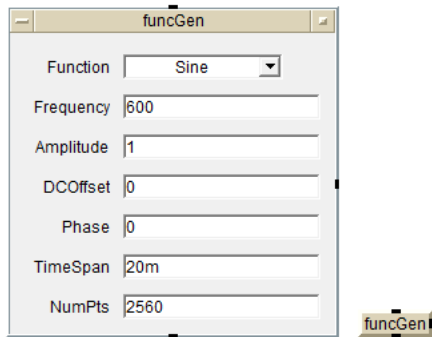 funcGen
Function Sine
Frequency 600
Amplitude 1
DCOffset 0
Phase 0
TimeSpan 20m
NumPts 2560
funcGen